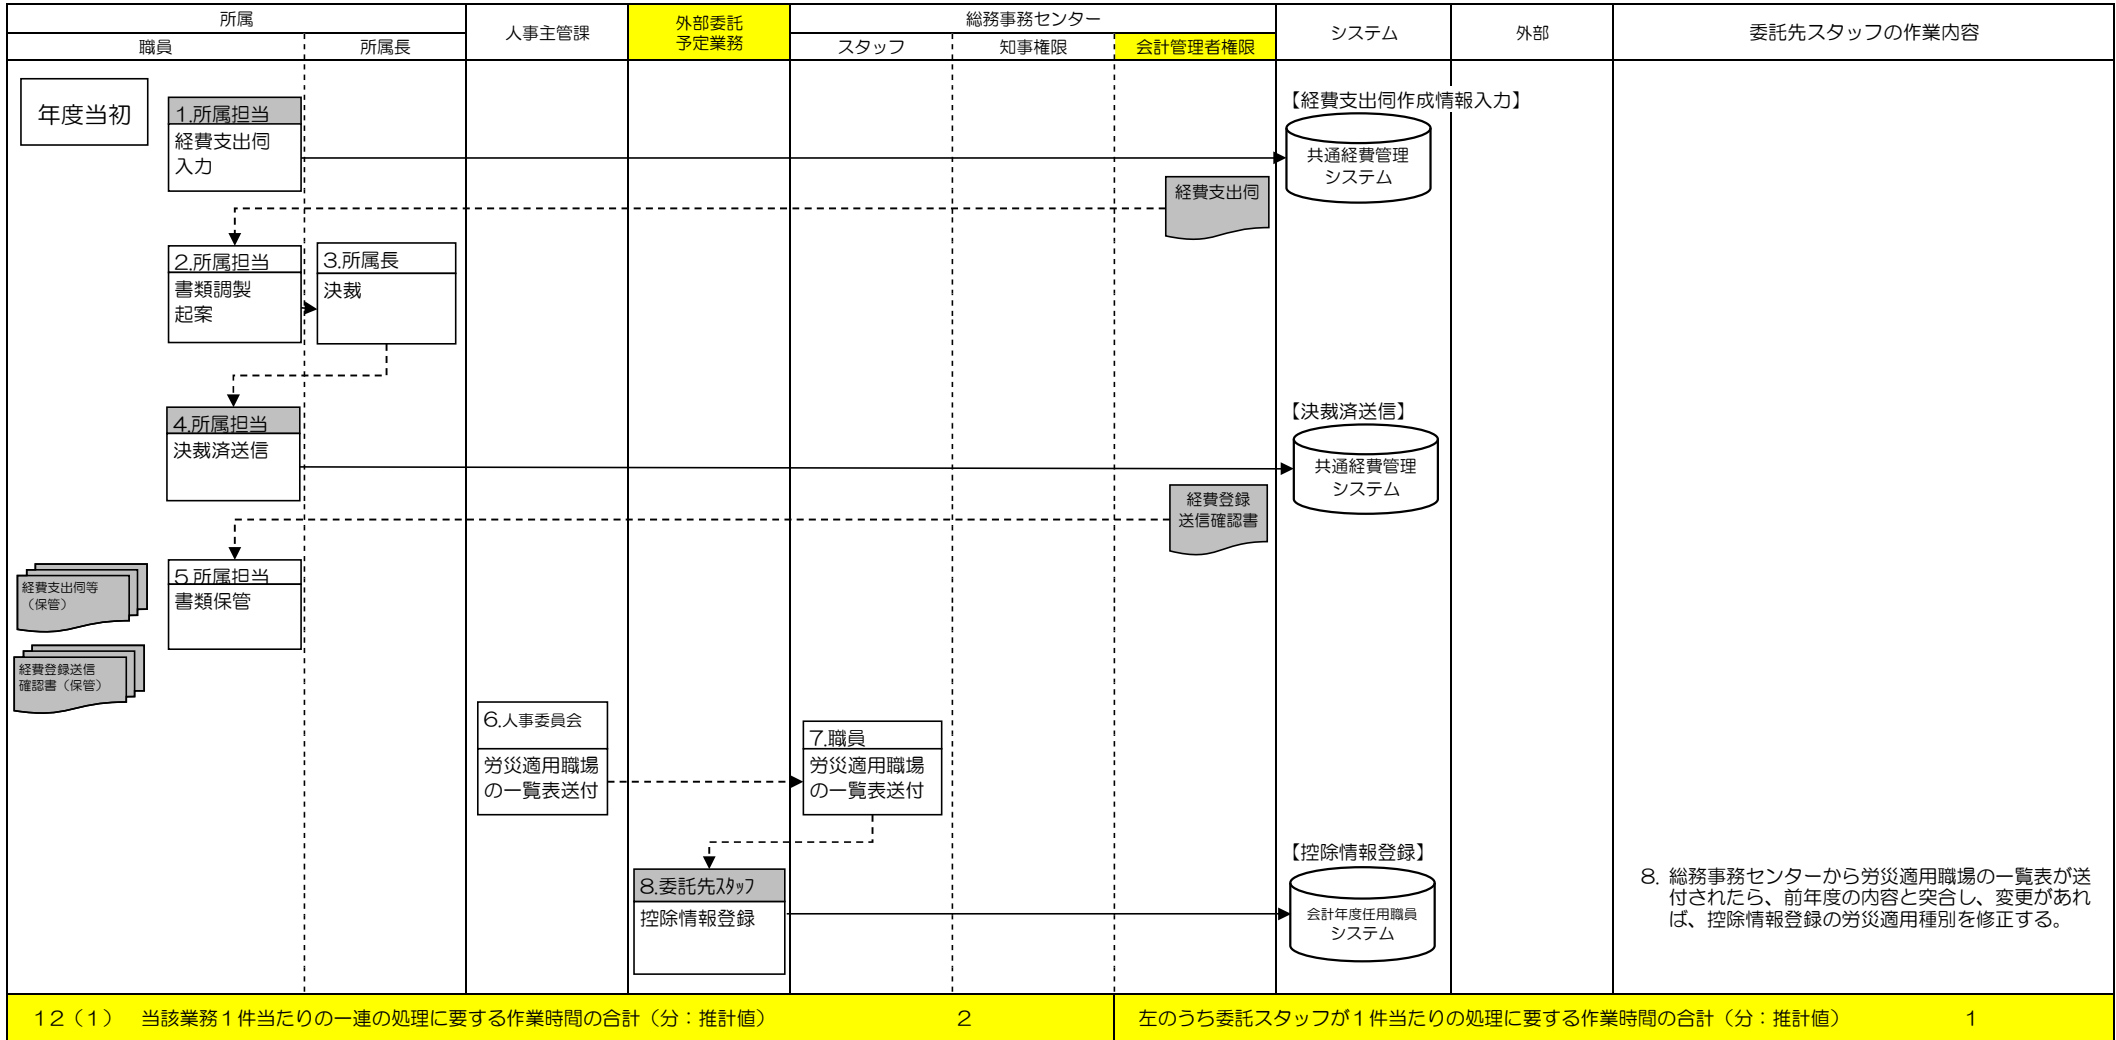 所属
職員
所属長
人事主管課
外部委託
予定業務
総務事務センター
スタッフ
知事権限
会計管理者権限
システム
外部
委託先スタッフの作業内容
年度当初
1.所属担当
経費支出伺
入力
【経費支出伺作成情報入力】
共通経費管理
システム
経費支出伺
2.所属担当
書類調製
起案
3.所属長
決裁
4.所属担当
決裁済送信
【決裁済送信】
共通経費管理
システム
経費登録
送信確認書
5.所属担当
書類保管
経費支出伺等
（保管）
経費登録送信
確認書（保管）
6.人事委員会
労災適用職場
の一覧表送付
7.職員
労災適用職場
の一覧表送付
8.委託先ｽﾀｯﾌ
控除情報登録
【控除情報登録】
会計年度任用職員
システム
8. 総務事務センターから労災適用職場の一覧表が送
付されたら、前年度の内容と突合し、変更があれ
ば、控除情報登録の労災適用種別を修正する。
１２（１）　当該業務１件当たりの一連の処理に要する作業時間の合計（分：推計値）　2
左のうち委託スタッフが１件当たりの処理に要する作業時間の合計（分：推計値）　1